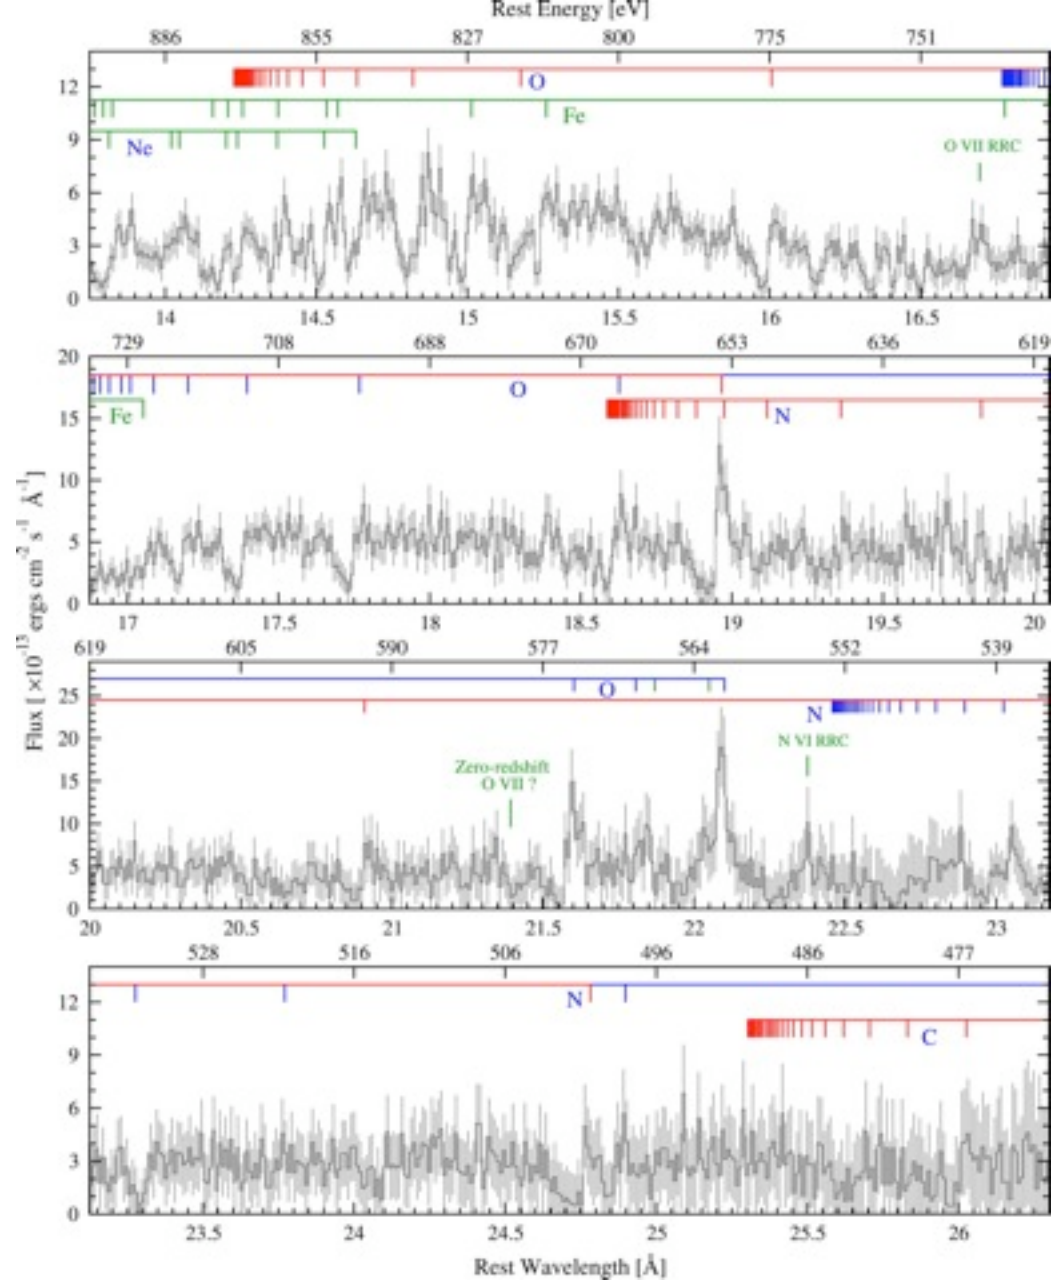 Rest Energy [eV]
886 855 827 800 775 751
O
Fe
Ne
O VII RRC
12
9
6
3
0
14 14.5 15 15.5 16 16.5
729 708 688 670 653 636 619
O
Fe
N
20
15
10
5
0
17 17.5 18 18.5 19 19.5 20
Flux [ ×10⁻¹³ ergs cm⁻² s⁻¹ Å⁻¹]
619 605 590 577 564 552 539
O
N
N VI RRC
Zero-redshift
O VII ?
25
20
15
10
5
0
20 20.5 21 21.5 22 22.5 23
528 516 506 496 486 477
N
C
12
9
6
3
0
23.5 24 24.5 25 25.5 26
Rest Wavelength [Å]